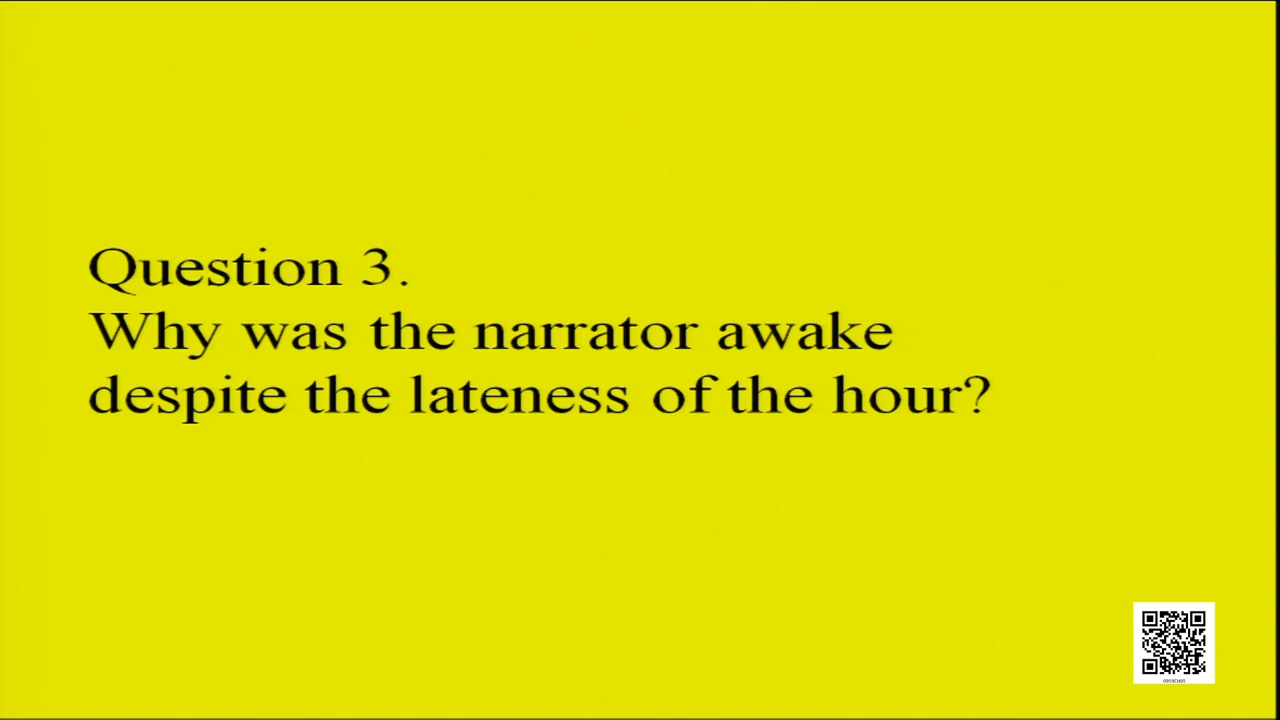 Question 3.
Why was the narrator awake
despite the lateness of the hour?